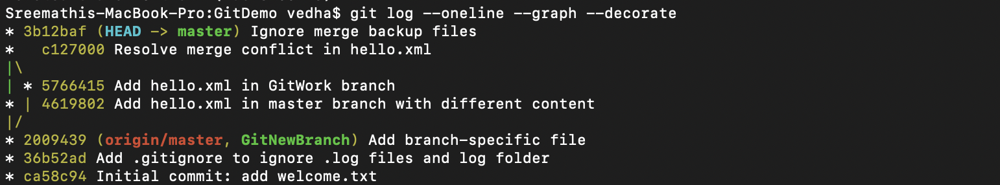 Sreemathis-MacBook-Pro:GitDemo vedha$ git log --oneline --graph --decorate
* 3b12baf (HEAD -> master) Ignore merge backup files
*   c127000 Resolve merge conflict in hello.xml
|\
| * 5766415 Add hello.xml in GitWork branch
* | 4619802 Add hello.xml in master branch with different content
|/
* 2009439 (origin/master, GitNewBranch) Add branch-specific file
* 36b52ad Add .gitignore to ignore .log files and log folder
* ca58c94 Initial commit: add welcome.txt